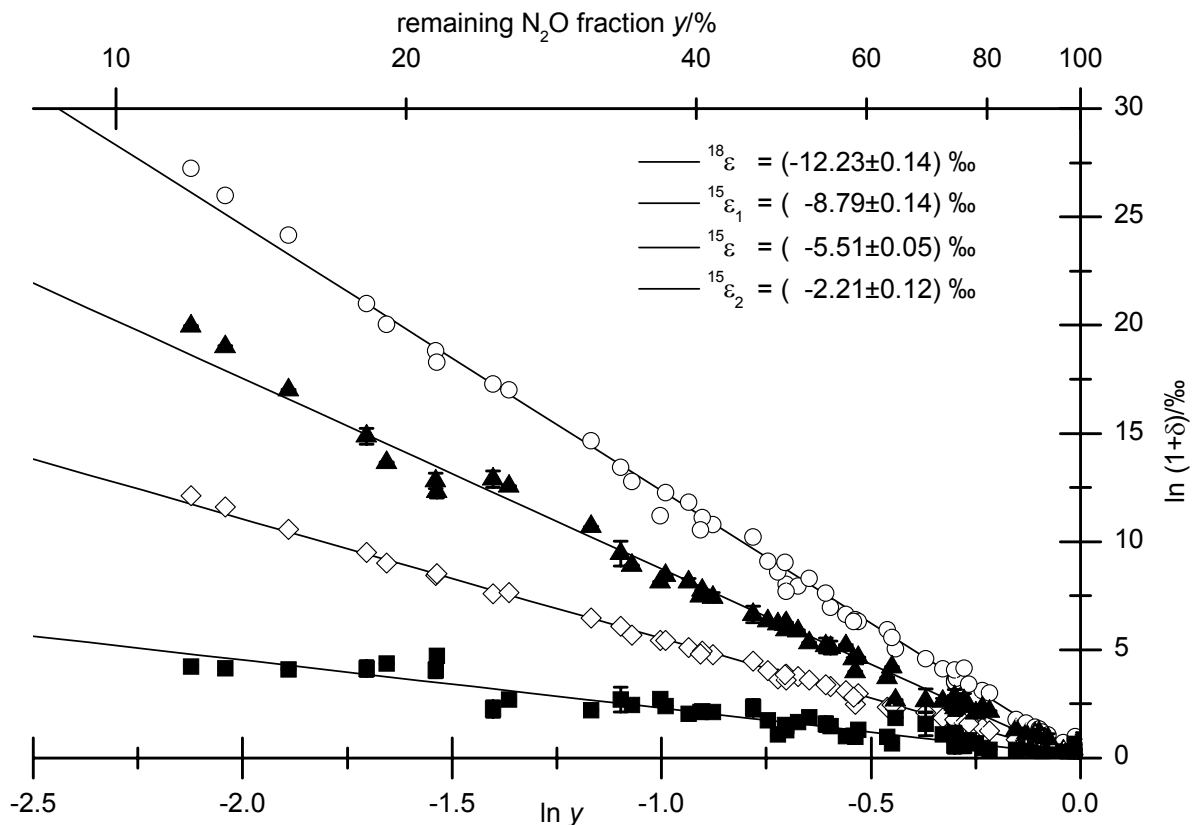 remaining N₂O fraction y/%
10 20 40 60 80 100
¹⁸ε = (-12.23±0.14) ‰
¹⁵ε₁ = ( -8.79±0.14) ‰
¹⁵ε = ( -5.51±0.05) ‰
¹⁵ε₂ = ( -2.21±0.12) ‰
30
25
20
15
10
5
0
ln (1+δ)/‰
-2.5 -2.0 -1.5 -1.0 -0.5 0.0
ln y